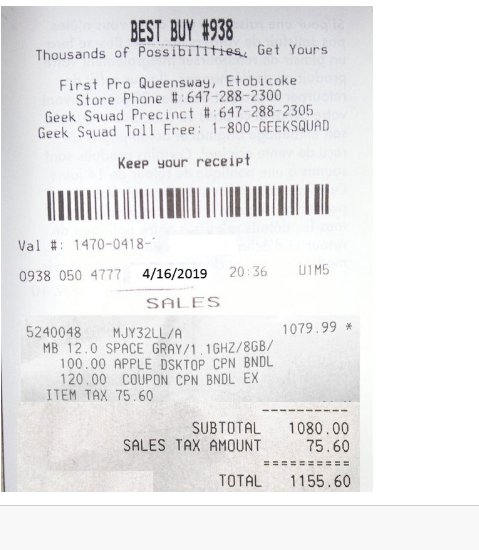 BEST BUY #938
Thousands of Possibilities, Get Yours
First Pro Queensway, Etobicoke
Store Phone #:647-288-2300
Geek Squad Precinct #:647-288-2305
Geek Squad Toll Free: 1-800-GEEKSQUAD
Keep your receipt
Val #: 1470-0418-
0938 050 4777 4/16/2019 20:36 U1M5
SALES
5240048 MJY32LL/A 1079.99 *
MB 12.0 SPACE GRAY/1.1GHZ/8GB/
100.00 APPLE DSKTOP CPN BNDL
120.00 COUPON CPN BNDL EX
ITEM TAX 75.60
SUBTOTAL 1080.00
SALES TAX AMOUNT 75.60
TOTAL 1155.60